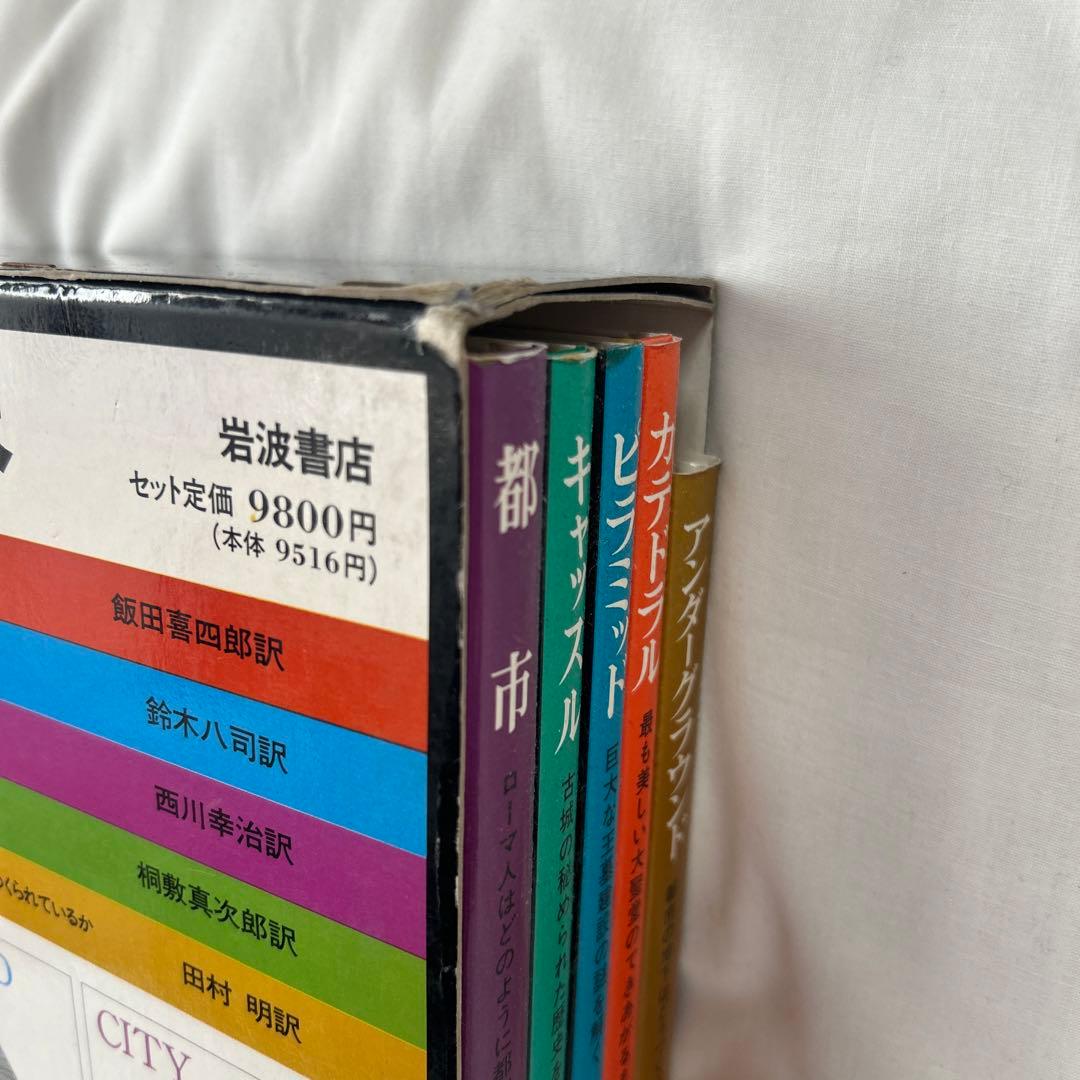 岩波書店
セット定価 9800円
(本体 9516円)
飯田喜四郎訳
鈴木八司訳
西川幸治訳
桐敷真次郎訳
くられているか
田村 明訳
CITY
都市 ローマ人はどのように都
キャッスル 古城の秘められた歴史を
ピラミッド 巨大な王墓建設の謎を解く
カテドラル 最も美しい大聖堂のできあがる
アンダーグラウンド